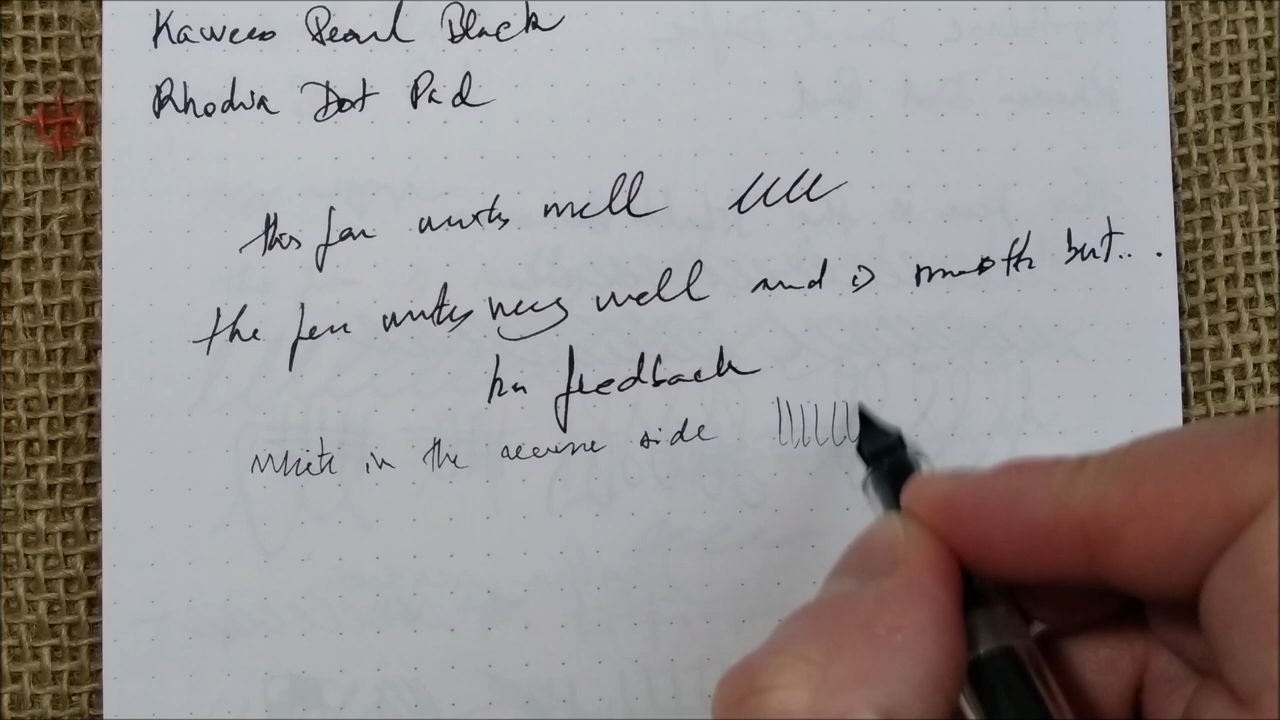 Kaweco Pearl Black
Rhodia Dot Pad
this pen writes well
the pen writes very well and is smooth but...
has feedback
write in the reverse side